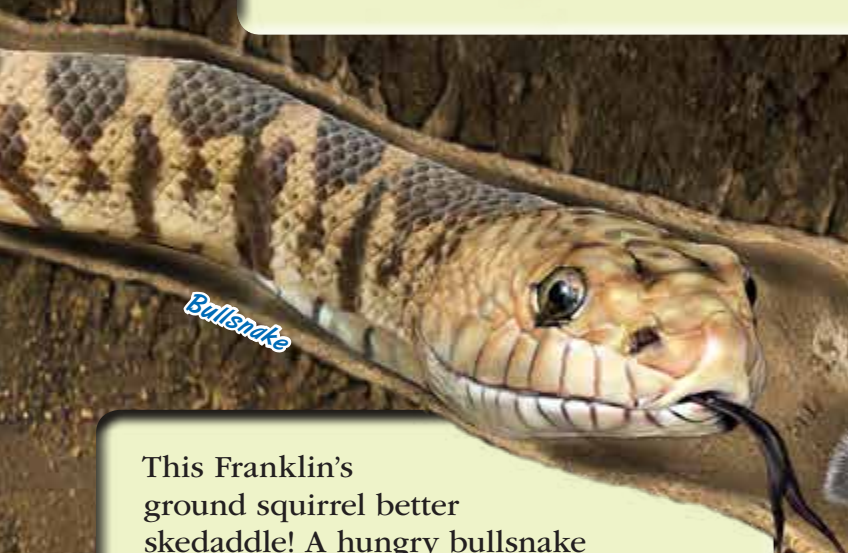 Bullsnake
This Franklin's
ground squirrel better
skedaddle! A hungry bullsnake